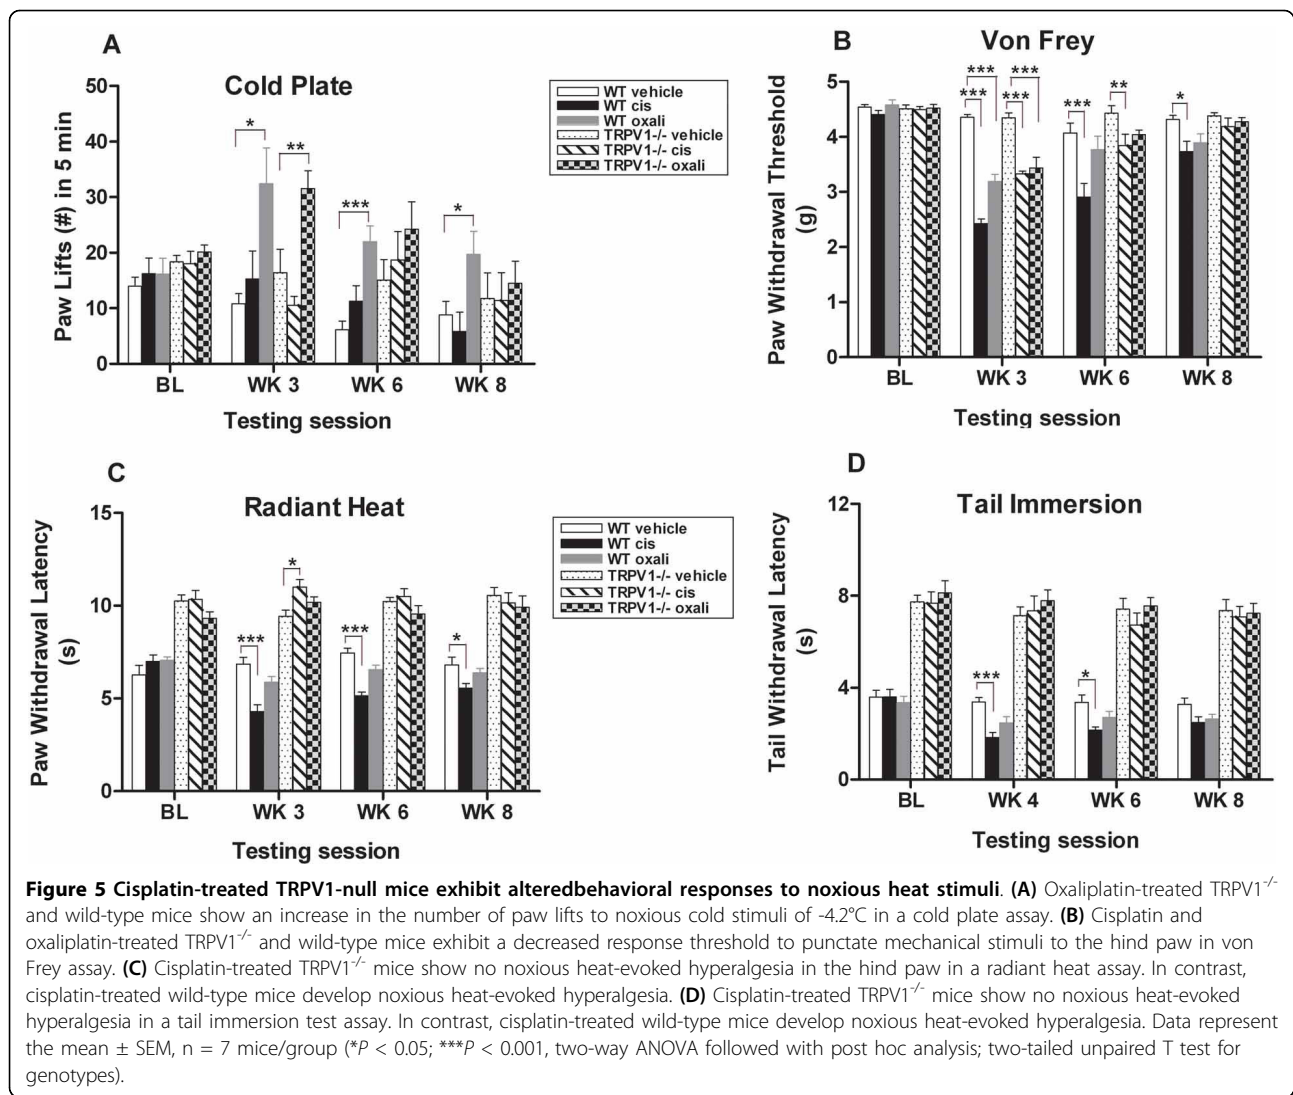 A
Cold Plate
Paw Lifts (#) in 5 min
50
40
30
20
10
0
*
**
***
*
BL
WK 3
WK 6
WK 8
Testing session
WT vehicle
WT cis
WT oxali
TRPV1-/- vehicle
TRPV1-/- cis
TRPV1-/- oxali
B
Von Frey
Paw Withdrawal Threshold
(g)
5
4
3
2
1
0
***
***
***
***
***
**
*
BL
WK 3
WK 6
WK 8
Testing session
C
Radiant Heat
Paw Withdrawal Latency
(s)
15
10
5
0
***
*
***
*
BL
WK 3
WK 6
WK 8
Testing session
WT vehicle
WT cis
WT oxali
TRPV1-/- vehicle
TRPV1-/- cis
TRPV1-/- oxali
D
Tail Immersion
Tail Withdrawal Latency
(s)
12
8
4
0
***
*
BL
WK 4
WK 6
WK 8
Testing session
Figure 5 Cisplatin-treated TRPV1-null mice exhibit alteredbehavioral responses to noxious heat stimuli. (A) Oxaliplatin-treated TRPV1-/-
and wild-type mice show an increase in the number of paw lifts to noxious cold stimuli of -4.2°C in a cold plate assay. (B) Cisplatin and
oxaliplatin-treated TRPV1-/- and wild-type mice exhibit a decreased response threshold to punctate mechanical stimuli to the hind paw in von
Frey assay. (C) Cisplatin-treated TRPV1-/- mice show no noxious heat-evoked hyperalgesia in the hind paw in a radiant heat assay. In contrast,
cisplatin-treated wild-type mice develop noxious heat-evoked hyperalgesia. (D) Cisplatin-treated TRPV1-/- mice show no noxious heat-evoked
hyperalgesia in a tail immersion test assay. In contrast, cisplatin-treated wild-type mice develop noxious heat-evoked hyperalgesia. Data represent
the mean ± SEM, n = 7 mice/group (*P < 0.05; ***P < 0.001, two-way ANOVA followed with post hoc analysis; two-tailed unpaired T test for
genotypes).